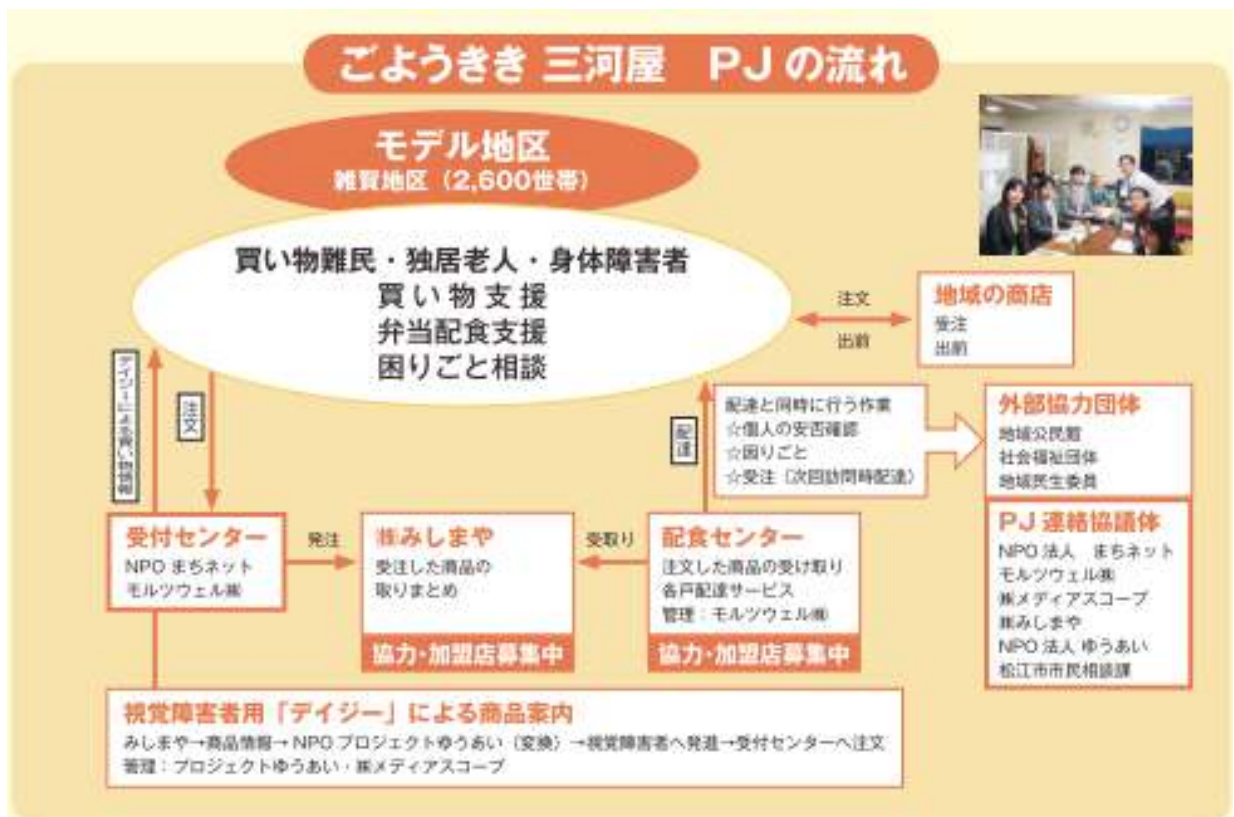 ごようきき 三河屋　PJの流れ
モデル地区
雑賀地区（2,600世帯）
買い物難民・独居老人・身体障害者
買い物支援
弁当配食支援
困りごと相談
注文
出前
地域の商店
受注
出前
デイジーによる買い物情報
注文
配達
配達と同時に行う作業
☆個人の安否確認
☆困りごと
☆受注（次回訪問時配達）
外部協力団体
地域公民館
社会福祉団体
地域民生委員
受付センター
NPO まちネット
モルツウェル㈱
発注
㈱みしまや
受注した商品の
取りまとめ
協力・加盟店募集中
受取り
配食センター
注文した商品の受け取り
各戸配達サービス
管理：モルツウェル㈱
協力・加盟店募集中
PJ 連絡協議体
NPO 法人　まちネット
モルツウェル㈱
㈱メディアスコープ
㈱みしまや
NPO 法人 ゆうあい
松江市市民相談課
視覚障害者用「デイジー」による商品案内
みしまや→商品情報→ NPO プロジェクトゆうあい（変換）→視覚障害者へ発進→受付センターへ注文
管理：プロジェクトゆうあい・㈱メディアスコープ